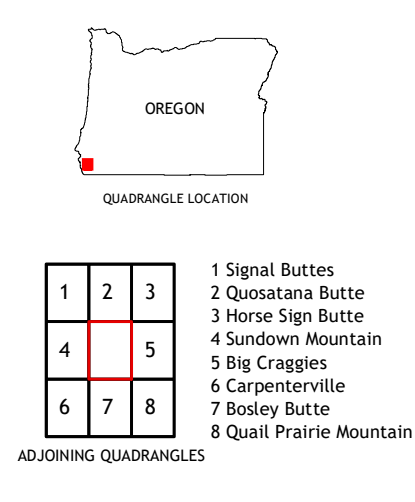 OREGON
QUADRANGLE LOCATION
1 2 3
4 5
6 7 8
ADJOINING QUADRANGLES
1 Signal Buttes
2 Quosatana Butte
3 Horse Sign Butte
4 Sundown Mountain
5 Big Craggies
6 Carpenterville
7 Bosley Butte
8 Quail Prairie Mountain